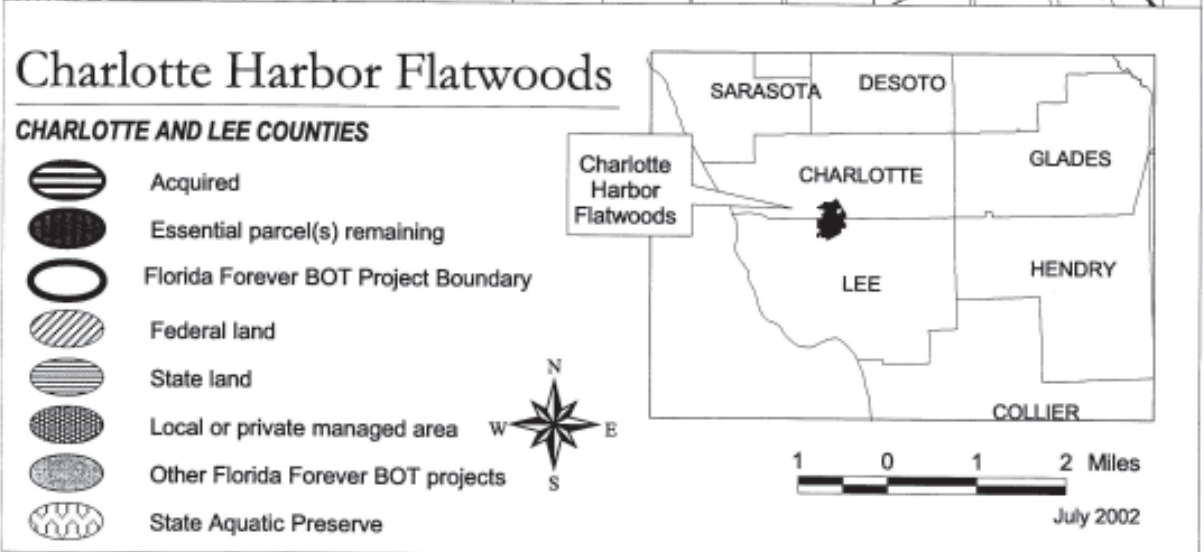 Charlotte Harbor Flatwoods
CHARLOTTE AND LEE COUNTIES
Acquired
Essential parcel(s) remaining
Florida Forever BOT Project Boundary
Federal land
State land
Local or private managed area
Other Florida Forever BOT projects
State Aquatic Preserve
N
W E
S
SARASOTA
DESOTO
Charlotte
Harbor
Flatwoods
CHARLOTTE
GLADES
LEE
HENDRY
COLLIER
1 0 1 2 Miles
July 2002